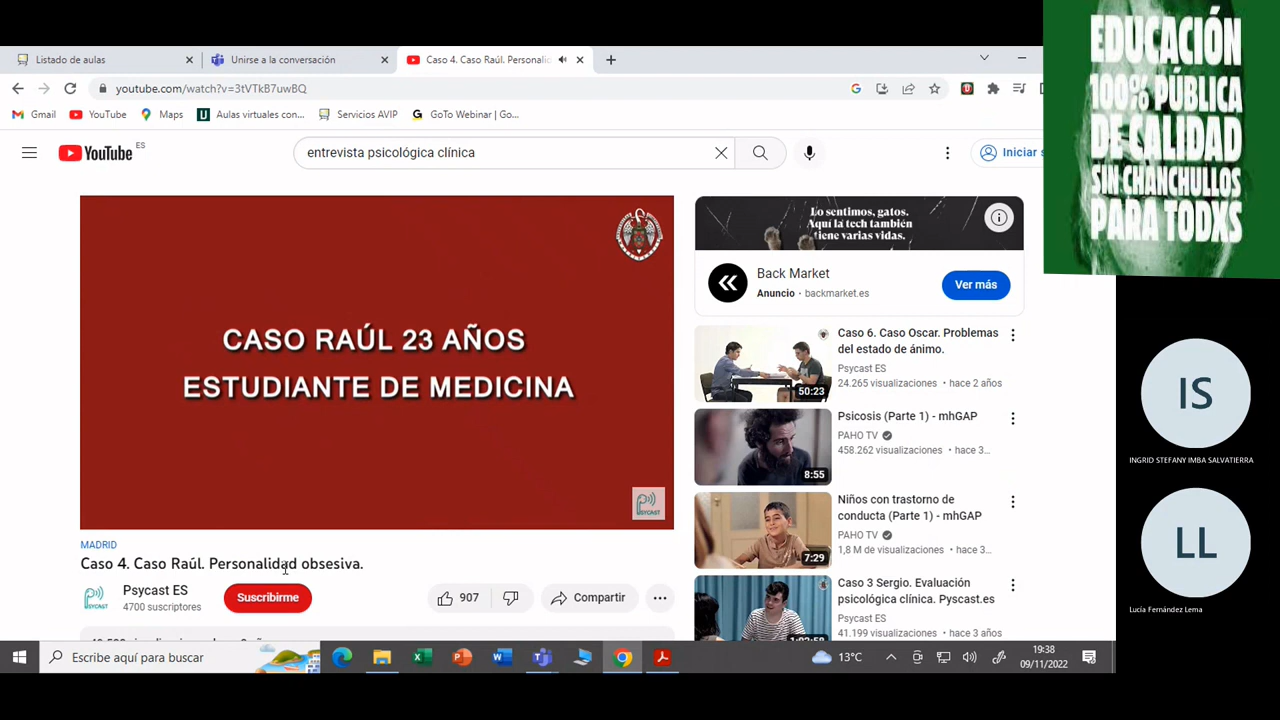 Listado de aulas
Unirse a la conversación
Caso 4. Caso Raúl. Personalid
youtube.com/watch?v=3tVTkB7uwBQ
Gmail
YouTube
Maps
Aulas virtuales con...
Servicios AVIP
GoTo Webinar | Go...
YouTube ES
entrevista psicológica clínica
Iniciar s
CASO RAÚL 23 AÑOS
ESTUDIANTE DE MEDICINA
PSYCAST
MADRID
Caso 4. Caso Raúl. Personalidad obsesiva.
PSYCAST
Psycast ES
4700 suscriptores
Suscribirme
907
Compartir
Lo sentimos, gatos.
Aquí la tech también
tiene varias vidas.
Back Market
Anuncio · backmarket.es
Ver más
50:23
Caso 6. Caso Oscar. Problemas
del estado de ánimo.
Psycast ES
24.265 visualizaciones · hace 2 años
8:55
Psicosis (Parte 1) - mhGAP
PAHO TV
458.262 visualizaciones · hace 3...
7:29
Niños con trastorno de
conducta (Parte 1) - mhGAP
PAHO TV
1,8 M de visualizaciones · hace 3...
Caso 3 Sergio. Evaluación
psicológica clínica. Pyscast.es
Psycast ES
41.199 visualizaciones · hace 3 años
Escribe aquí para buscar
13°C
19:38
09/11/2022
EDUCACIÓN
100% PÚBLICA
DE CALIDAD
SIN CHANCHULLOS
PARA TODXS
IS
INGRID STEFANY IMBA SALVATIERRA
LL
Lucía Fernández Lema